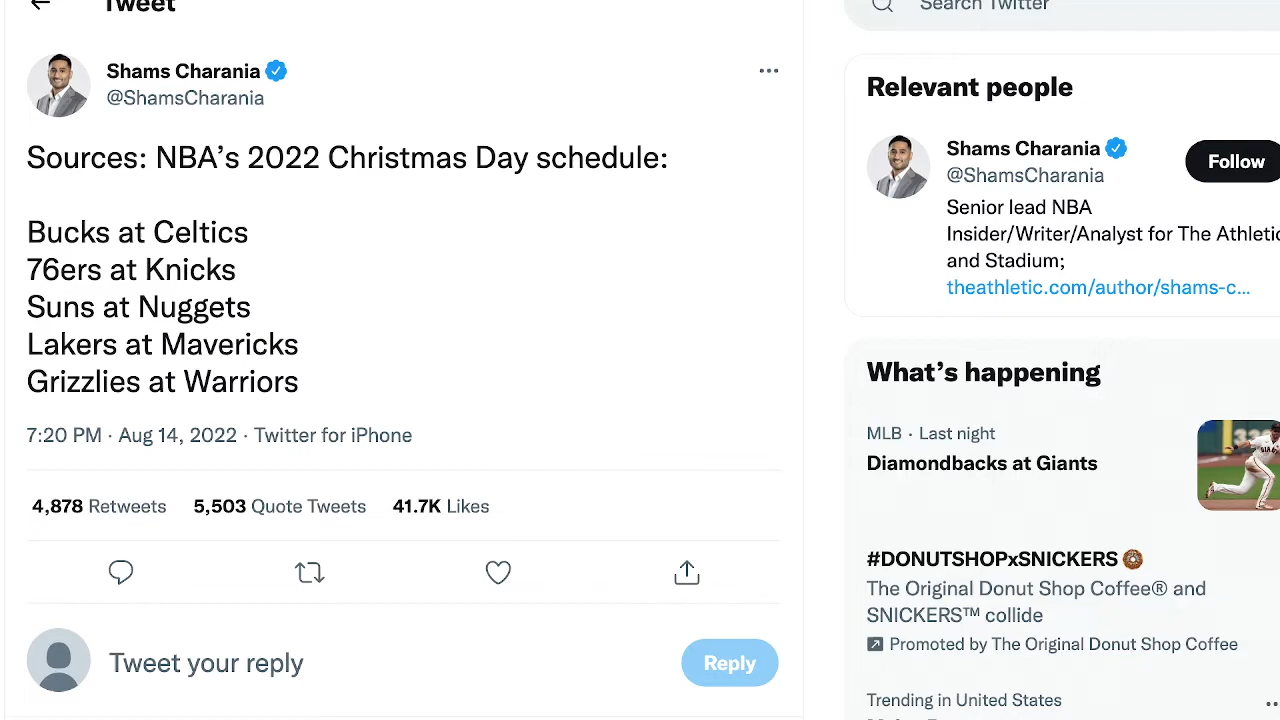 Tweet
Shams Charania
@ShamsCharania
Sources: NBA’s 2022 Christmas Day schedule:
Bucks at Celtics
76ers at Knicks
Suns at Nuggets
Lakers at Mavericks
Grizzlies at Warriors
7:20 PM · Aug 14, 2022 · Twitter for iPhone
4,878 Retweets 5,503 Quote Tweets 41.7K Likes
Tweet your reply
Reply
Search Twitter
Relevant people
Shams Charania
@ShamsCharania
Follow
Senior lead NBA
Insider/Writer/Analyst for The Athletic
and Stadium;
theathletic.com/author/shams-c...
What’s happening
MLB · Last night
Diamondbacks at Giants
#DONUTSHOPxSNICKERS
The Original Donut Shop Coffee® and
SNICKERS™ collide
Promoted by The Original Donut Shop Coffee
Trending in United States